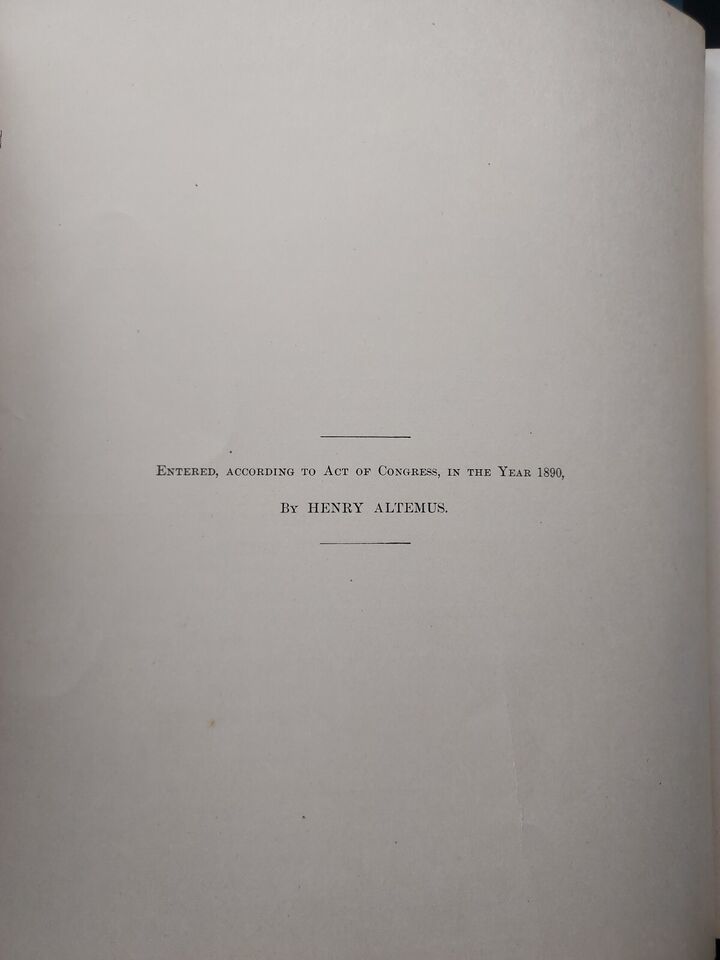 Entered, according to Act of Congress, in the Year 1890,
By HENRY ALTEMUS.